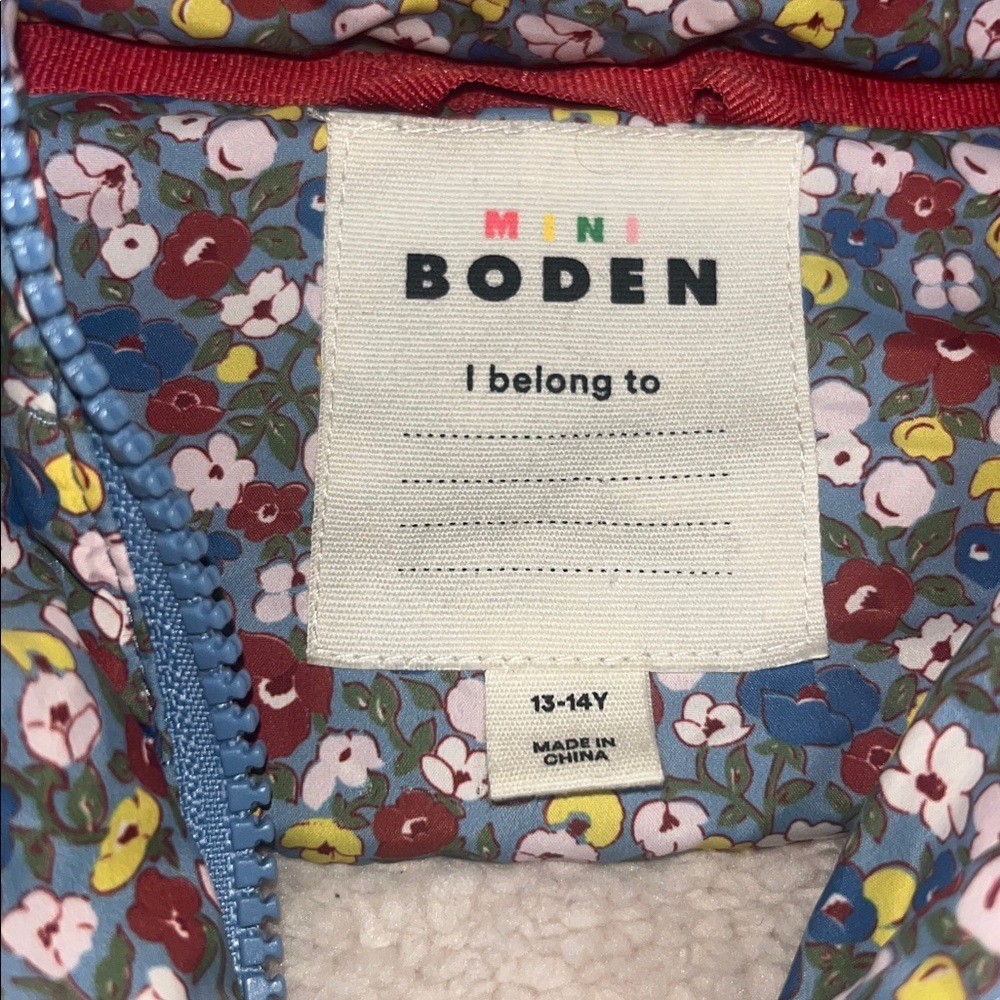 MINI
BODEN
I belong to
13-14Y
MADE IN
CHINA